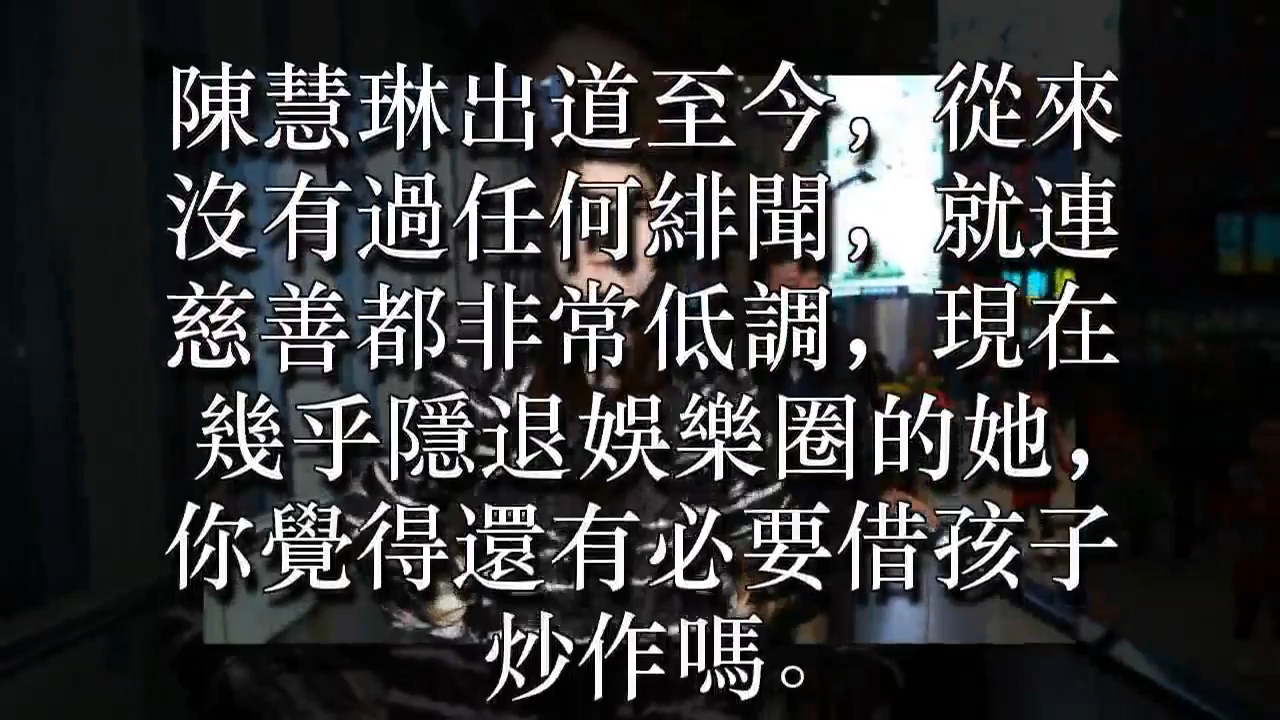 陳慧琳出道至今，從來
沒有過任何緋聞，就連
慈善都非常低調，現在
幾乎隱退娛樂圈的她，
你覺得還有必要借孩子
炒作嗎。